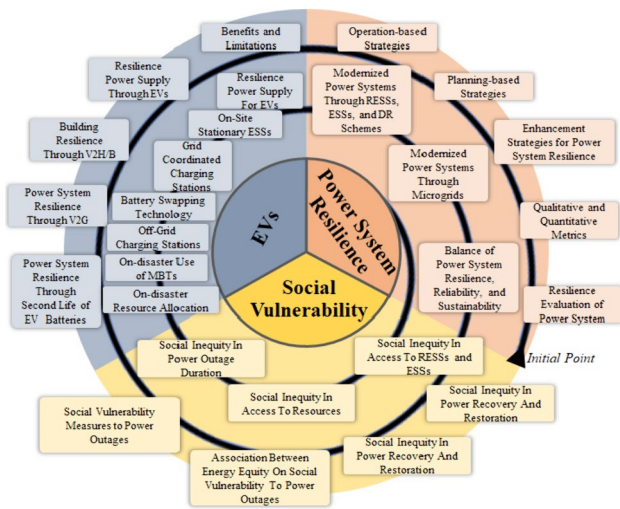 Benefits and
Limitations
Operation-based
Strategies
Resilience
Power Supply
Through EVs
Resilience
Power Supply
For EVs
Modernized
Power Systems
Through RESSs,
ESSs, and DR
Schemes
Planning-based
Strategies
On-Site
Stationary ESSs
Building
Resilience
Through V2H/B
Grid
Coordinated
Charging
Stations
Modernized
Power Systems
Through
Microgrids
Enhancement
Strategies for Power
System Resilience
Power System
Resilience
Through V2G
Battery Swapping
Technology
Qualitative and
Quantitative
Metrics
Off-Grid
Charging Stations
EVs
Power System
Resilience
Social
Vulnerability
Power System
Resilience
Through
Second Life of
EV Batteries
On-disaster Use
of MBTs
On-disaster
Resource Allocation
Balance of
Power System
Resilience,
Reliability, and
Sustainability
Resilience
Evaluation of
Power System
Initial Point
Social Inequity In
Power Outage
Duration
Social Inequity In
Access To RESSs and
ESSs
Social Inequity In
Access To Resources
Social Inequity In
Power Recovery And
Restoration
Social Vulnerability
Measures to Power
Outages
Association Between
Energy Equity On Social
Vulnerability To Power
Outages
Social Inequity In
Power Recovery And
Restoration